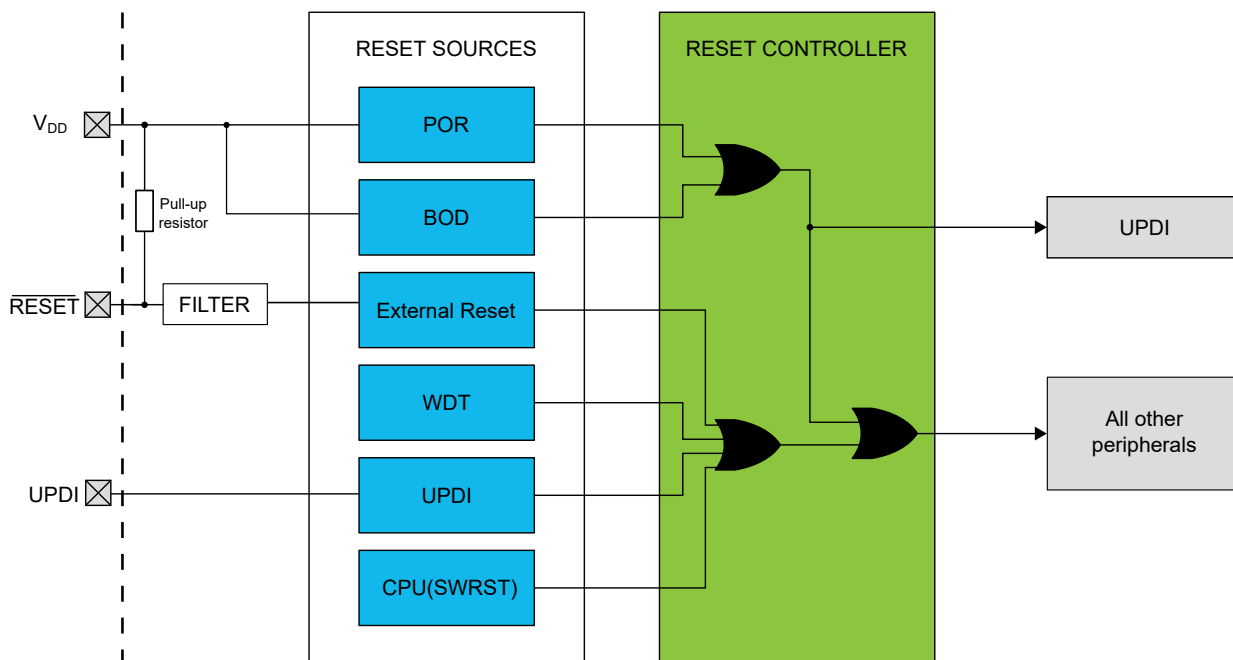 RESET SOURCES
RESET CONTROLLER
VDD
POR
Pull-up
resistor
BOD
UPDI
RESET
FILTER
External Reset
WDT
All other
peripherals
UPDI
UPDI
CPU(SWRST)